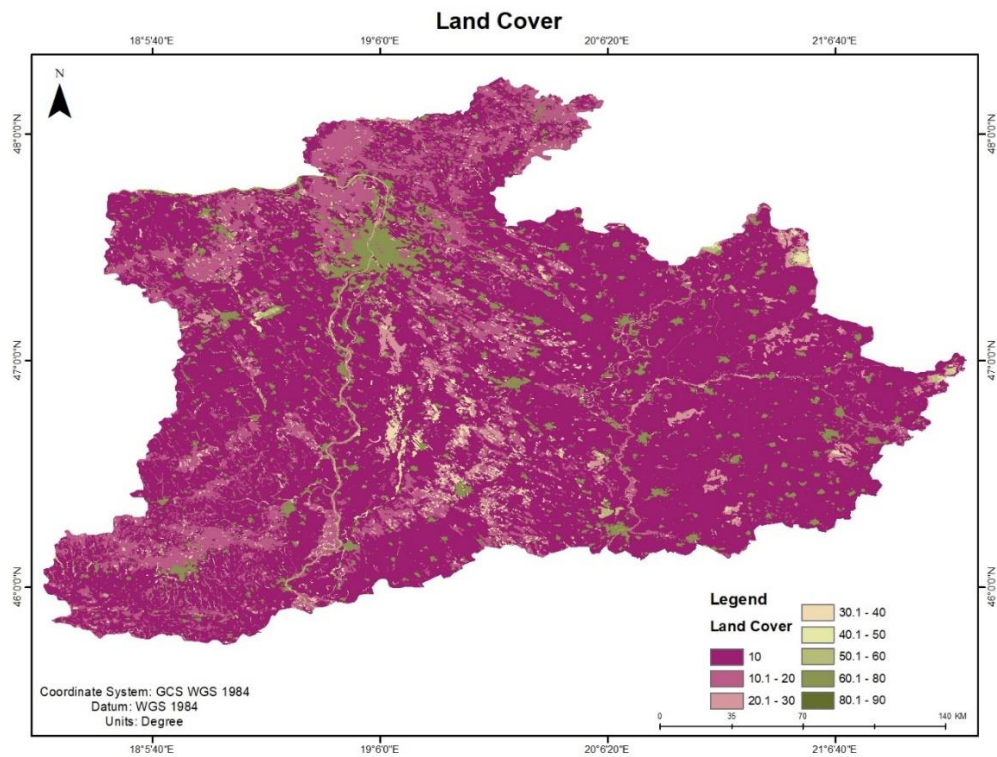 Land Cover
18°5'40"E
19°6'0"E
20°6'20"E
21°6'40"E
N
48°0'0"N
48°0'0"N
47°0'0"N
47°0'0"N
46°0'0"N
46°0'0"N
Legend
Land Cover
10
10.1 - 20
20.1 - 30
30.1 - 40
40.1 - 50
50.1 - 60
60.1 - 80
80.1 - 90
Coordinate System: GCS WGS 1984
Datum: WGS 1984
Units: Degree
0 35 70 140 KM
18°5'40"E
19°6'0"E
20°6'20"E
21°6'40"E